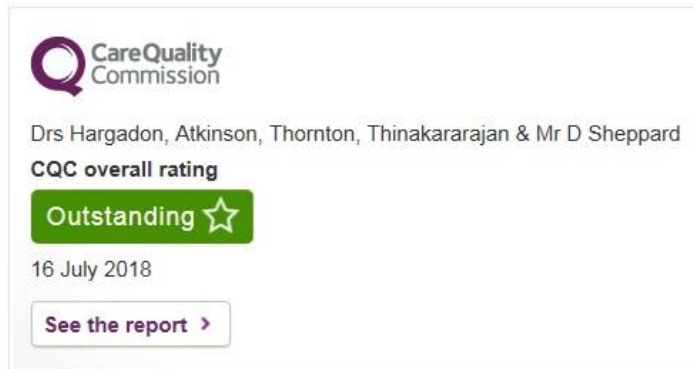 CareQuality
Commission
Drs Hargadon, Atkinson, Thornton, Thinakararajan & Mr D Sheppard
CQC overall rating
Outstanding
16 July 2018
See the report